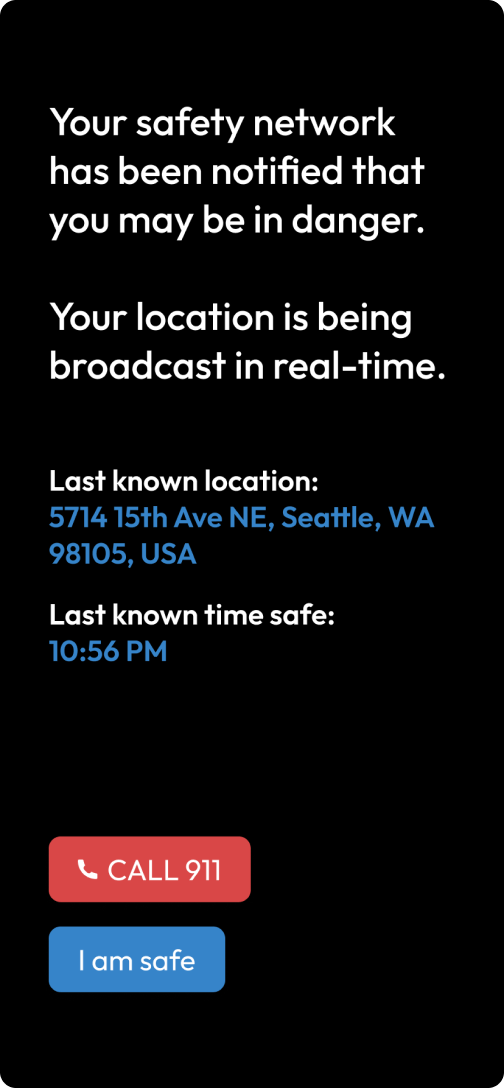 Your safety network
has been notified that
you may be in danger.
Your location is being
broadcast in real-time.
Last known location:
5714 15th Ave NE, Seattle, WA
98105, USA
Last known time safe:
10:56 PM
CALL 911
I am safe